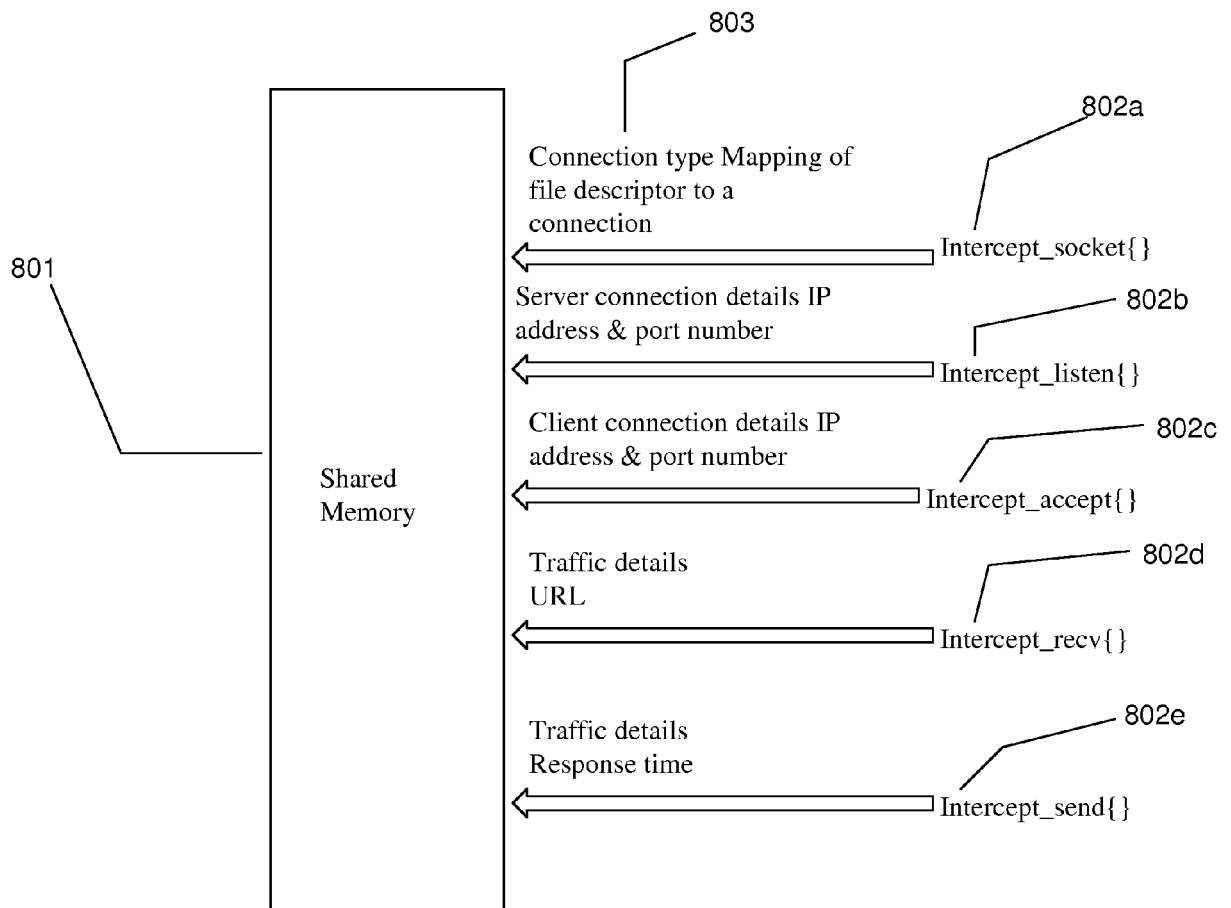 803
802a
Connection type Mapping of
file descriptor to a
connection
Intercept_socket{}
801
Server connection details IP
address & port number
802b
Intercept_listen{}
Client connection details IP
address & port number
802c
Shared
Memory
Intercept_accept{}
Traffic details
URL
802d
Intercept_recv{}
Traffic details
Response time
802e
Intercept_send{}